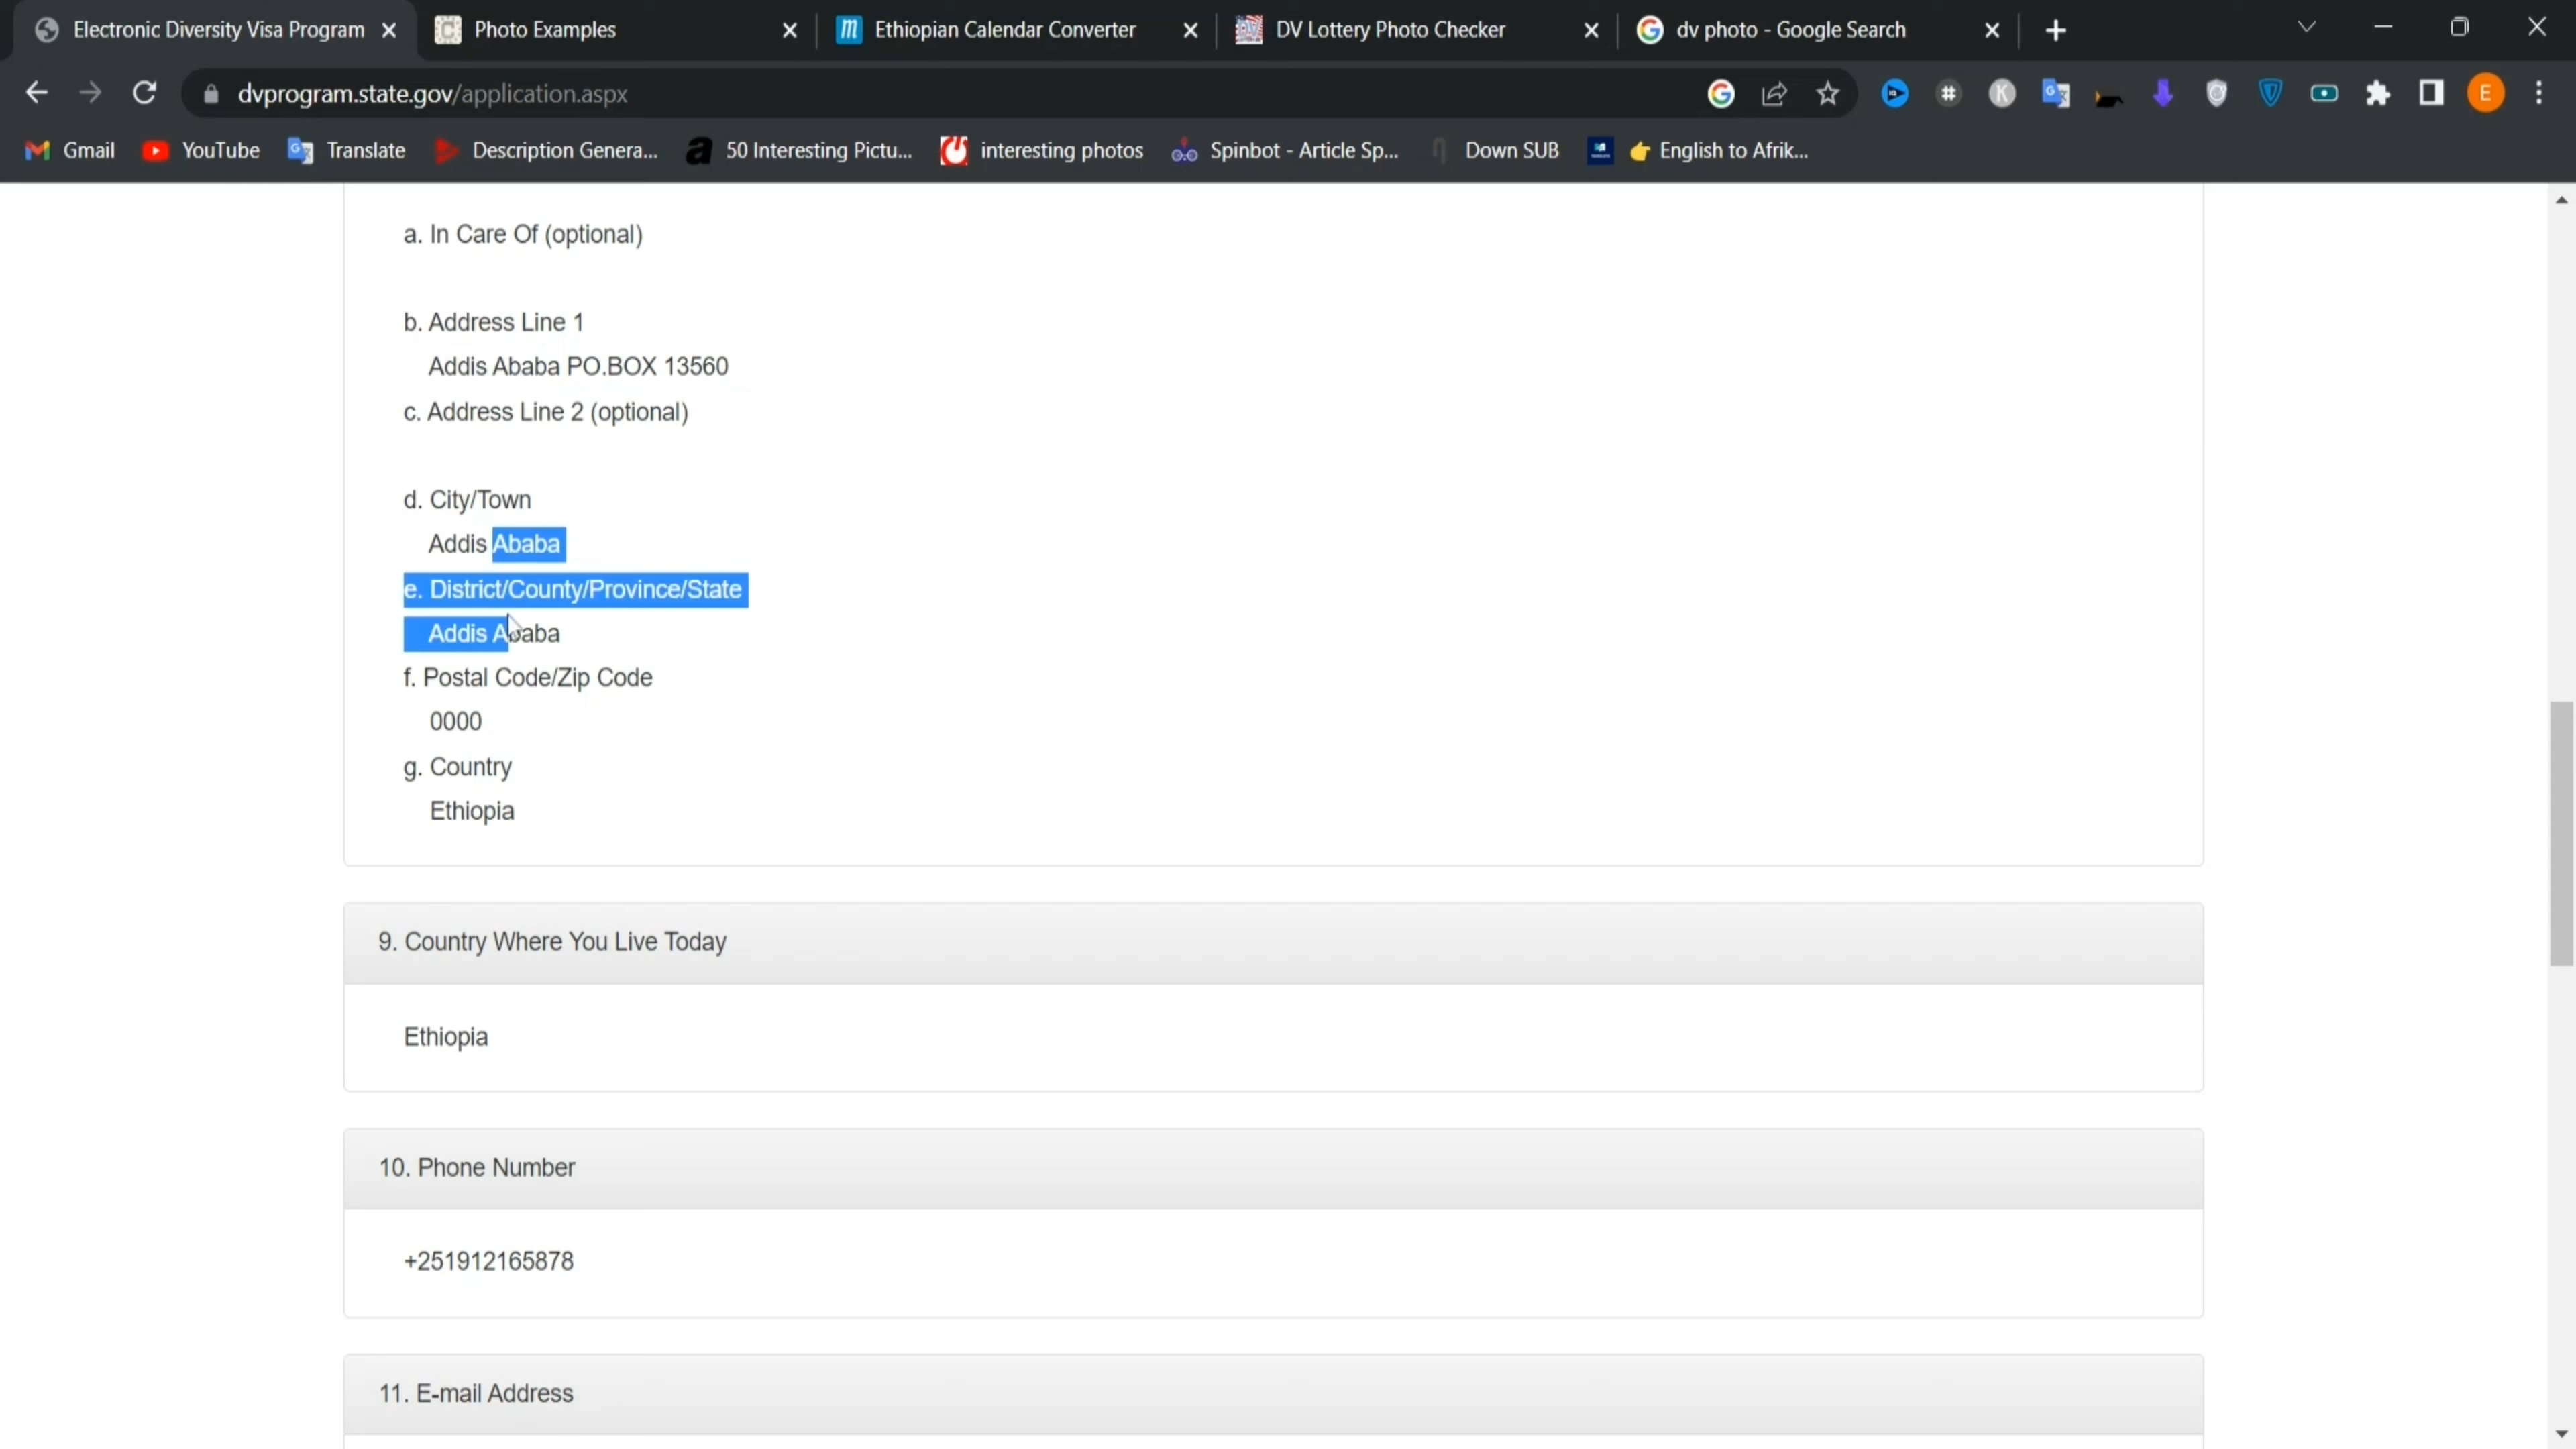 Electronic Diversity Visa Program
Photo Examples
Ethiopian Calendar Converter
DV Lottery Photo Checker
dv photo - Google Search
dvprogram.state.gov/application.aspx
E
Gmail
YouTube
Translate
Description Genera...
50 Interesting Pictu...
interesting photos
Spinbot - Article Sp...
Down SUB
👉 English to Afrik...
a. In Care Of (optional)
b. Address Line 1
Addis Ababa PO.BOX 13560
c. Address Line 2 (optional)
d. City/Town
Addis Ababa
e. District/County/Province/State
Addis Ababa
f. Postal Code/Zip Code
0000
g. Country
Ethiopia
9. Country Where You Live Today
Ethiopia
10. Phone Number
+251912165878
11. E-mail Address